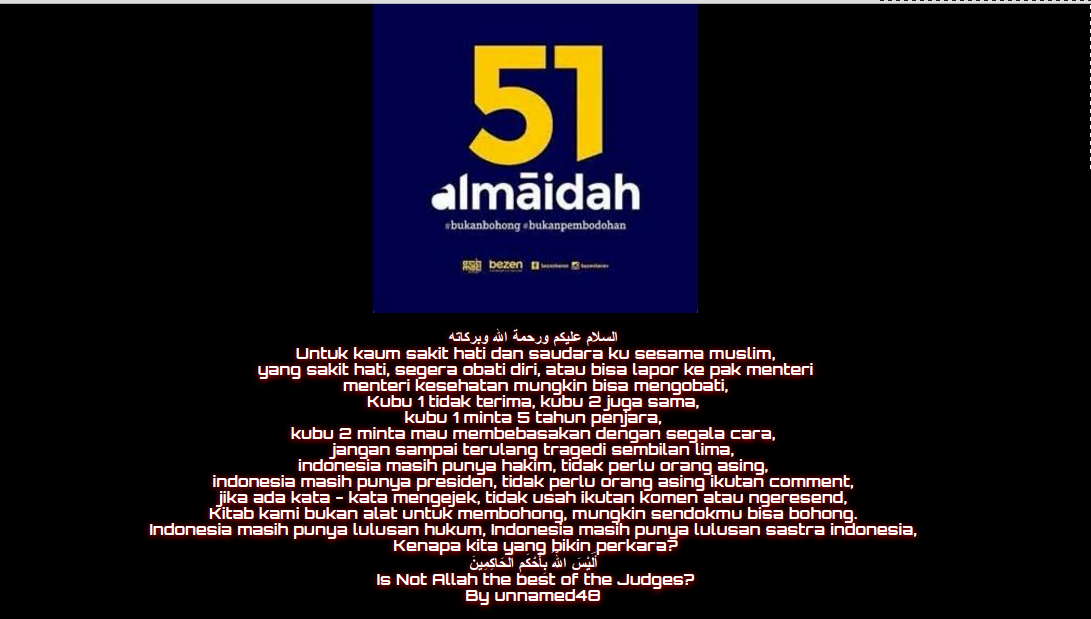 51
almāidah
#bukanbohong #bukanpembodohan
bezen
السلام عليكم ورحمة الله وبركاته
Untuk kaum sakit hati dan saudara ku sesama muslim,
yang sakit hati, segera obati diri, atau bisa lapor ke pak menteri
menteri kesehatan mungkin bisa mengobati,
Kubu 1 tidak terima, kubu 2 juga sama,
kubu 1 minta 5 tahun penjara,
kubu 2 minta mau membebasakan dengan segala cara,
jangan sampai terulang tragedi sembilan lima,
indonesia masih punya hakim, tidak perlu orang asing,
indonesia masih punya presiden, tidak perlu orang asing ikutan comment,
jika ada kata - kata mengejek, tidak usah ikutan komen atau ngeresend,
Kitab kami bukan alat untuk membohong, mungkin sendokmu bisa bohong.
Indonesia masih punya lulusan hukum, Indonesia masih punya lulusan sastra indonesia,
Kenapa kita yang bikin perkara?
أَلَيْسَ اللَّهُ بِأَحْكَمِ الْحَاكِمِينَ
Is Not Allah the best of the Judges?
By unnamed48